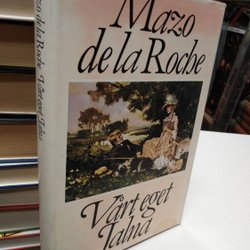 Mazo
de la Roche
Vårt eget
Jalna